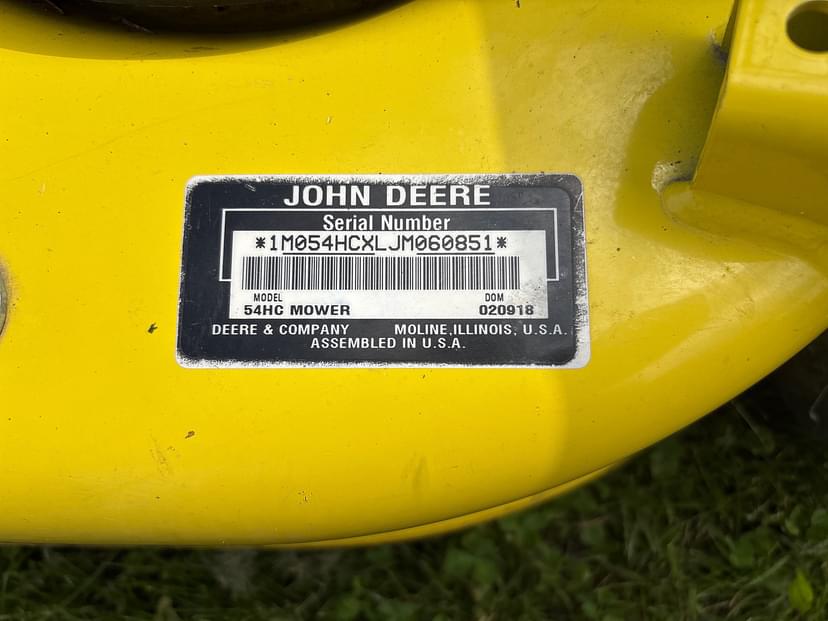 JOHN DEERE
Serial Number
*1M054HCXLJM060851*
MODEL DOM
54HC MOWER 020918
DEERE & COMPANY MOLINE, ILLINOIS, U.S.A.
ASSEMBLED IN U.S.A.